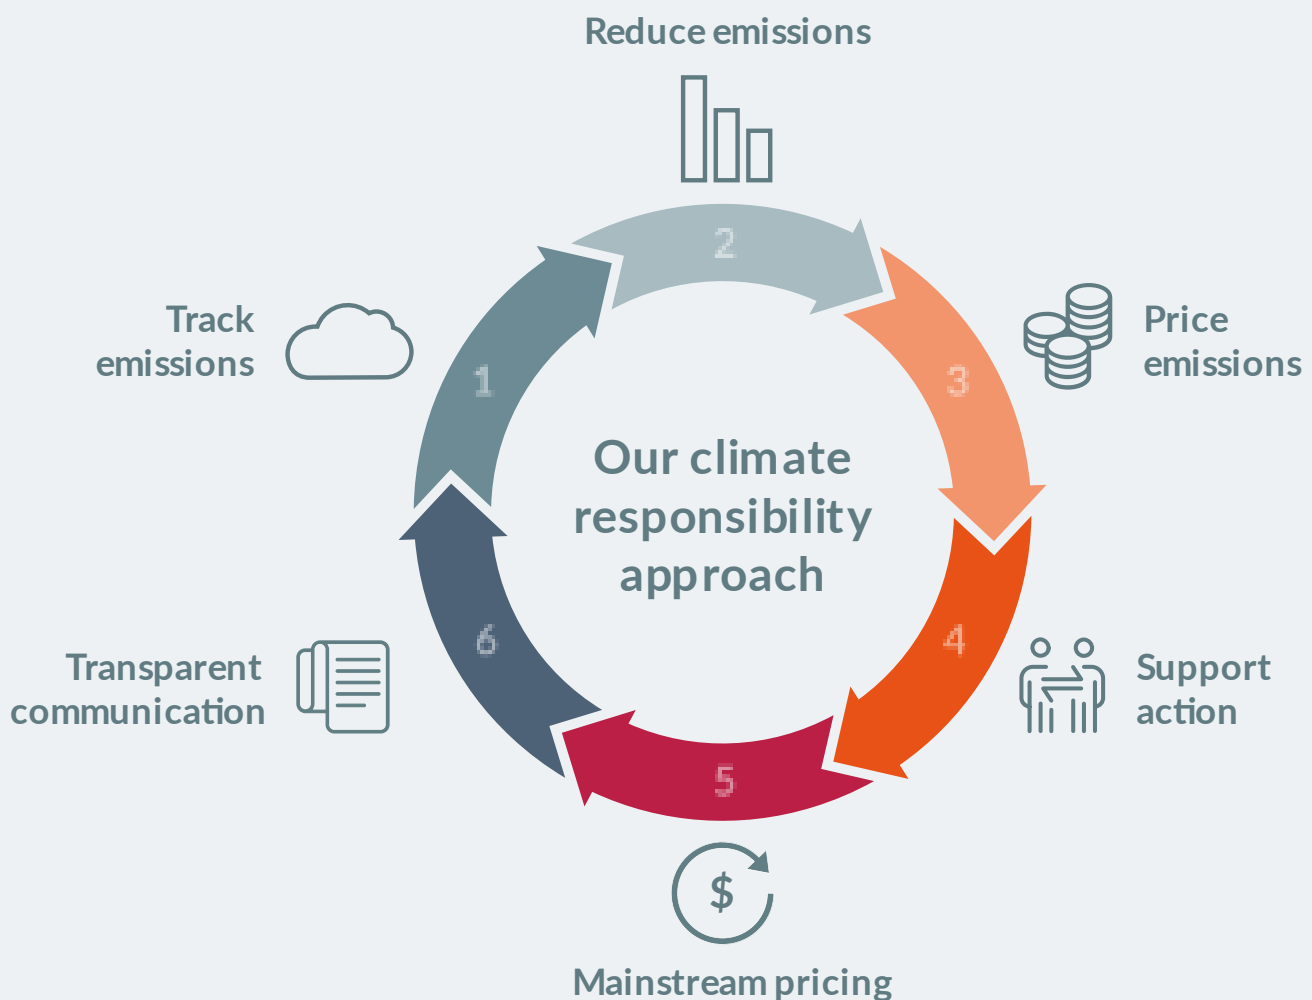 Reduce emissions
2
Track
emissions
1
3
Price
emissions
Our climate
responsibility
approach
6
4
Transparent
communication
Support
action
5
$
Mainstream pricing